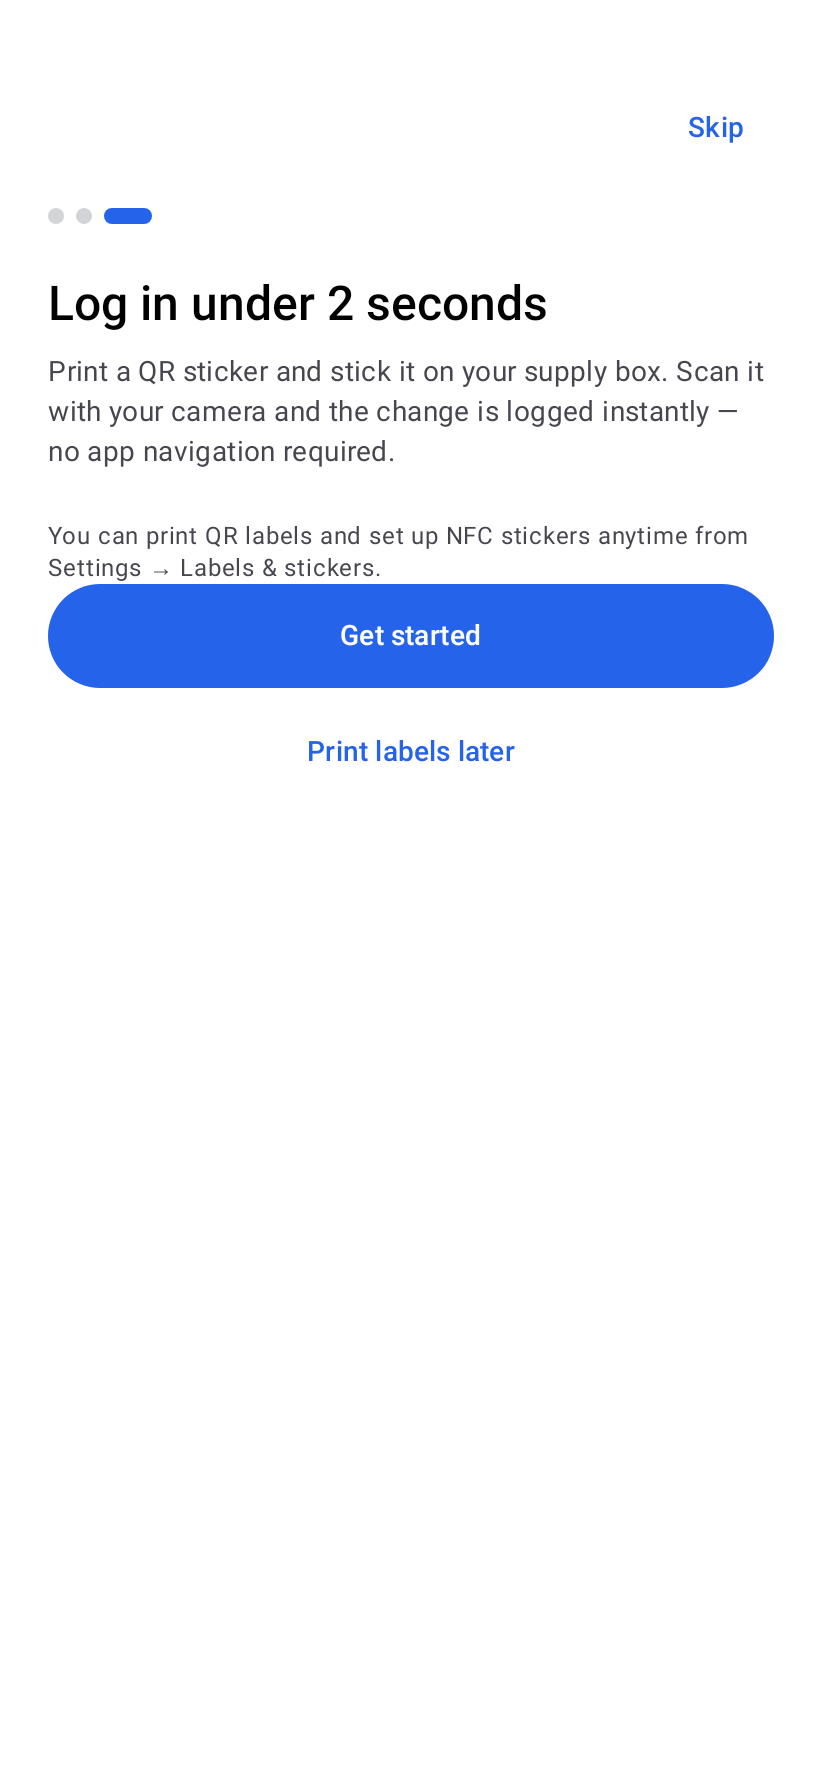 Skip
Log in under 2 seconds
Print a QR sticker and stick it on your supply box. Scan it
with your camera and the change is logged instantly —
no app navigation required.
You can print QR labels and set up NFC stickers anytime from
Settings → Labels & stickers.
Get started
Print labels later